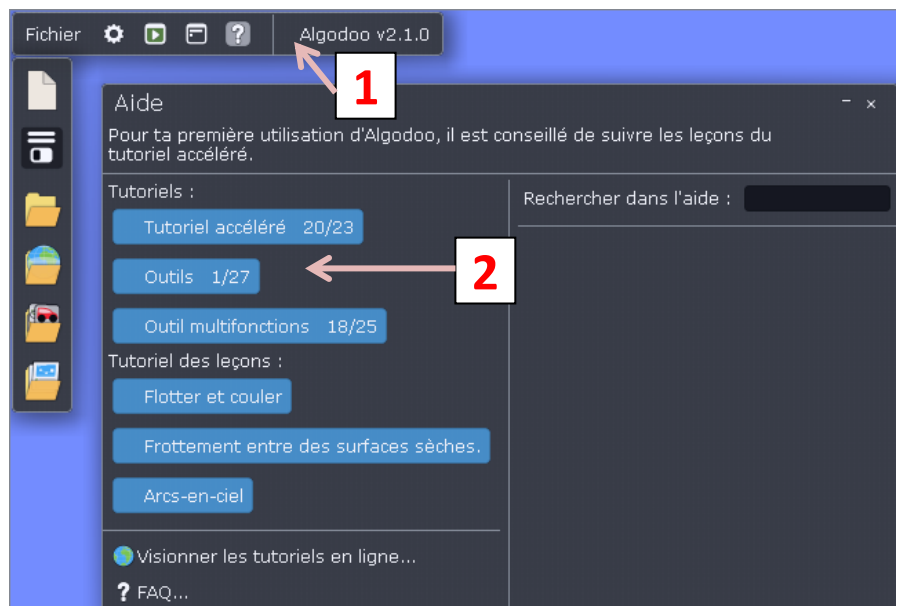 Fichier
Algodoo v2.1.0
1
Aide
Pour ta première utilisation d'Algodoo, il est conseillé de suivre les leçons du
tutoriel accéléré.
Tutoriels :
Tutoriel accéléré 20/23
Outils 1/27
2
Outil multifonctions 18/25
Tutoriel des leçons :
Flotter et couler
Frottement entre des surfaces sèches.
Arcs-en-ciel
Visionner les tutoriels en ligne...
? FAQ...
Rechercher dans l'aide :